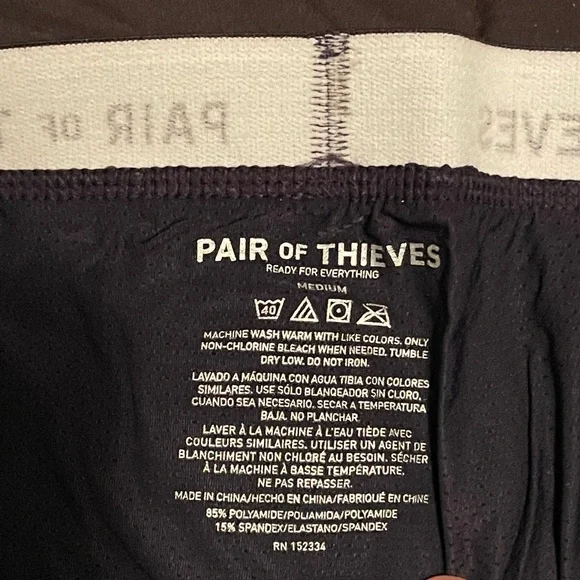 PAIR OF T
IEVES
PAIR OF THIEVES
READY FOR EVERYTHING
MEDIUM
40
MACHINE WASH WARM WITH LIKE COLORS. ONLY
NON-CHLORINE BLEACH WHEN NEEDED. TUMBLE
DRY LOW. DO NOT IRON.
LAVADO A MÁQUINA CON AGUA TIBIA CON COLORES
SIMILARES. USE SÓLO BLANQEADOR SIN CLORO,
CUANDO SEA NECESARIO. SECAR A TEMPERATURA
BAJA. NO PLANCHAR.
LAVER À LA MACHINE À L'EAU TIÈDE AVEC
COULEURS SIMILAIRES. UTILISER UN AGENT DE
BLANCHIMENT NON CHLORÉ AU BESOIN. SÉCHER
À LA MACHINE À BASSE TEMPÉRATURE.
NE PAS REPASSER.
MADE IN CHINA/HECHO EN CHINA/FABRIQUÉ EN CHINE
85% POLYAMIDE/POLIAMIDA/POLYAMIDE
15% SPANDEX/ELASTANO/SPANDEX
RN 152334